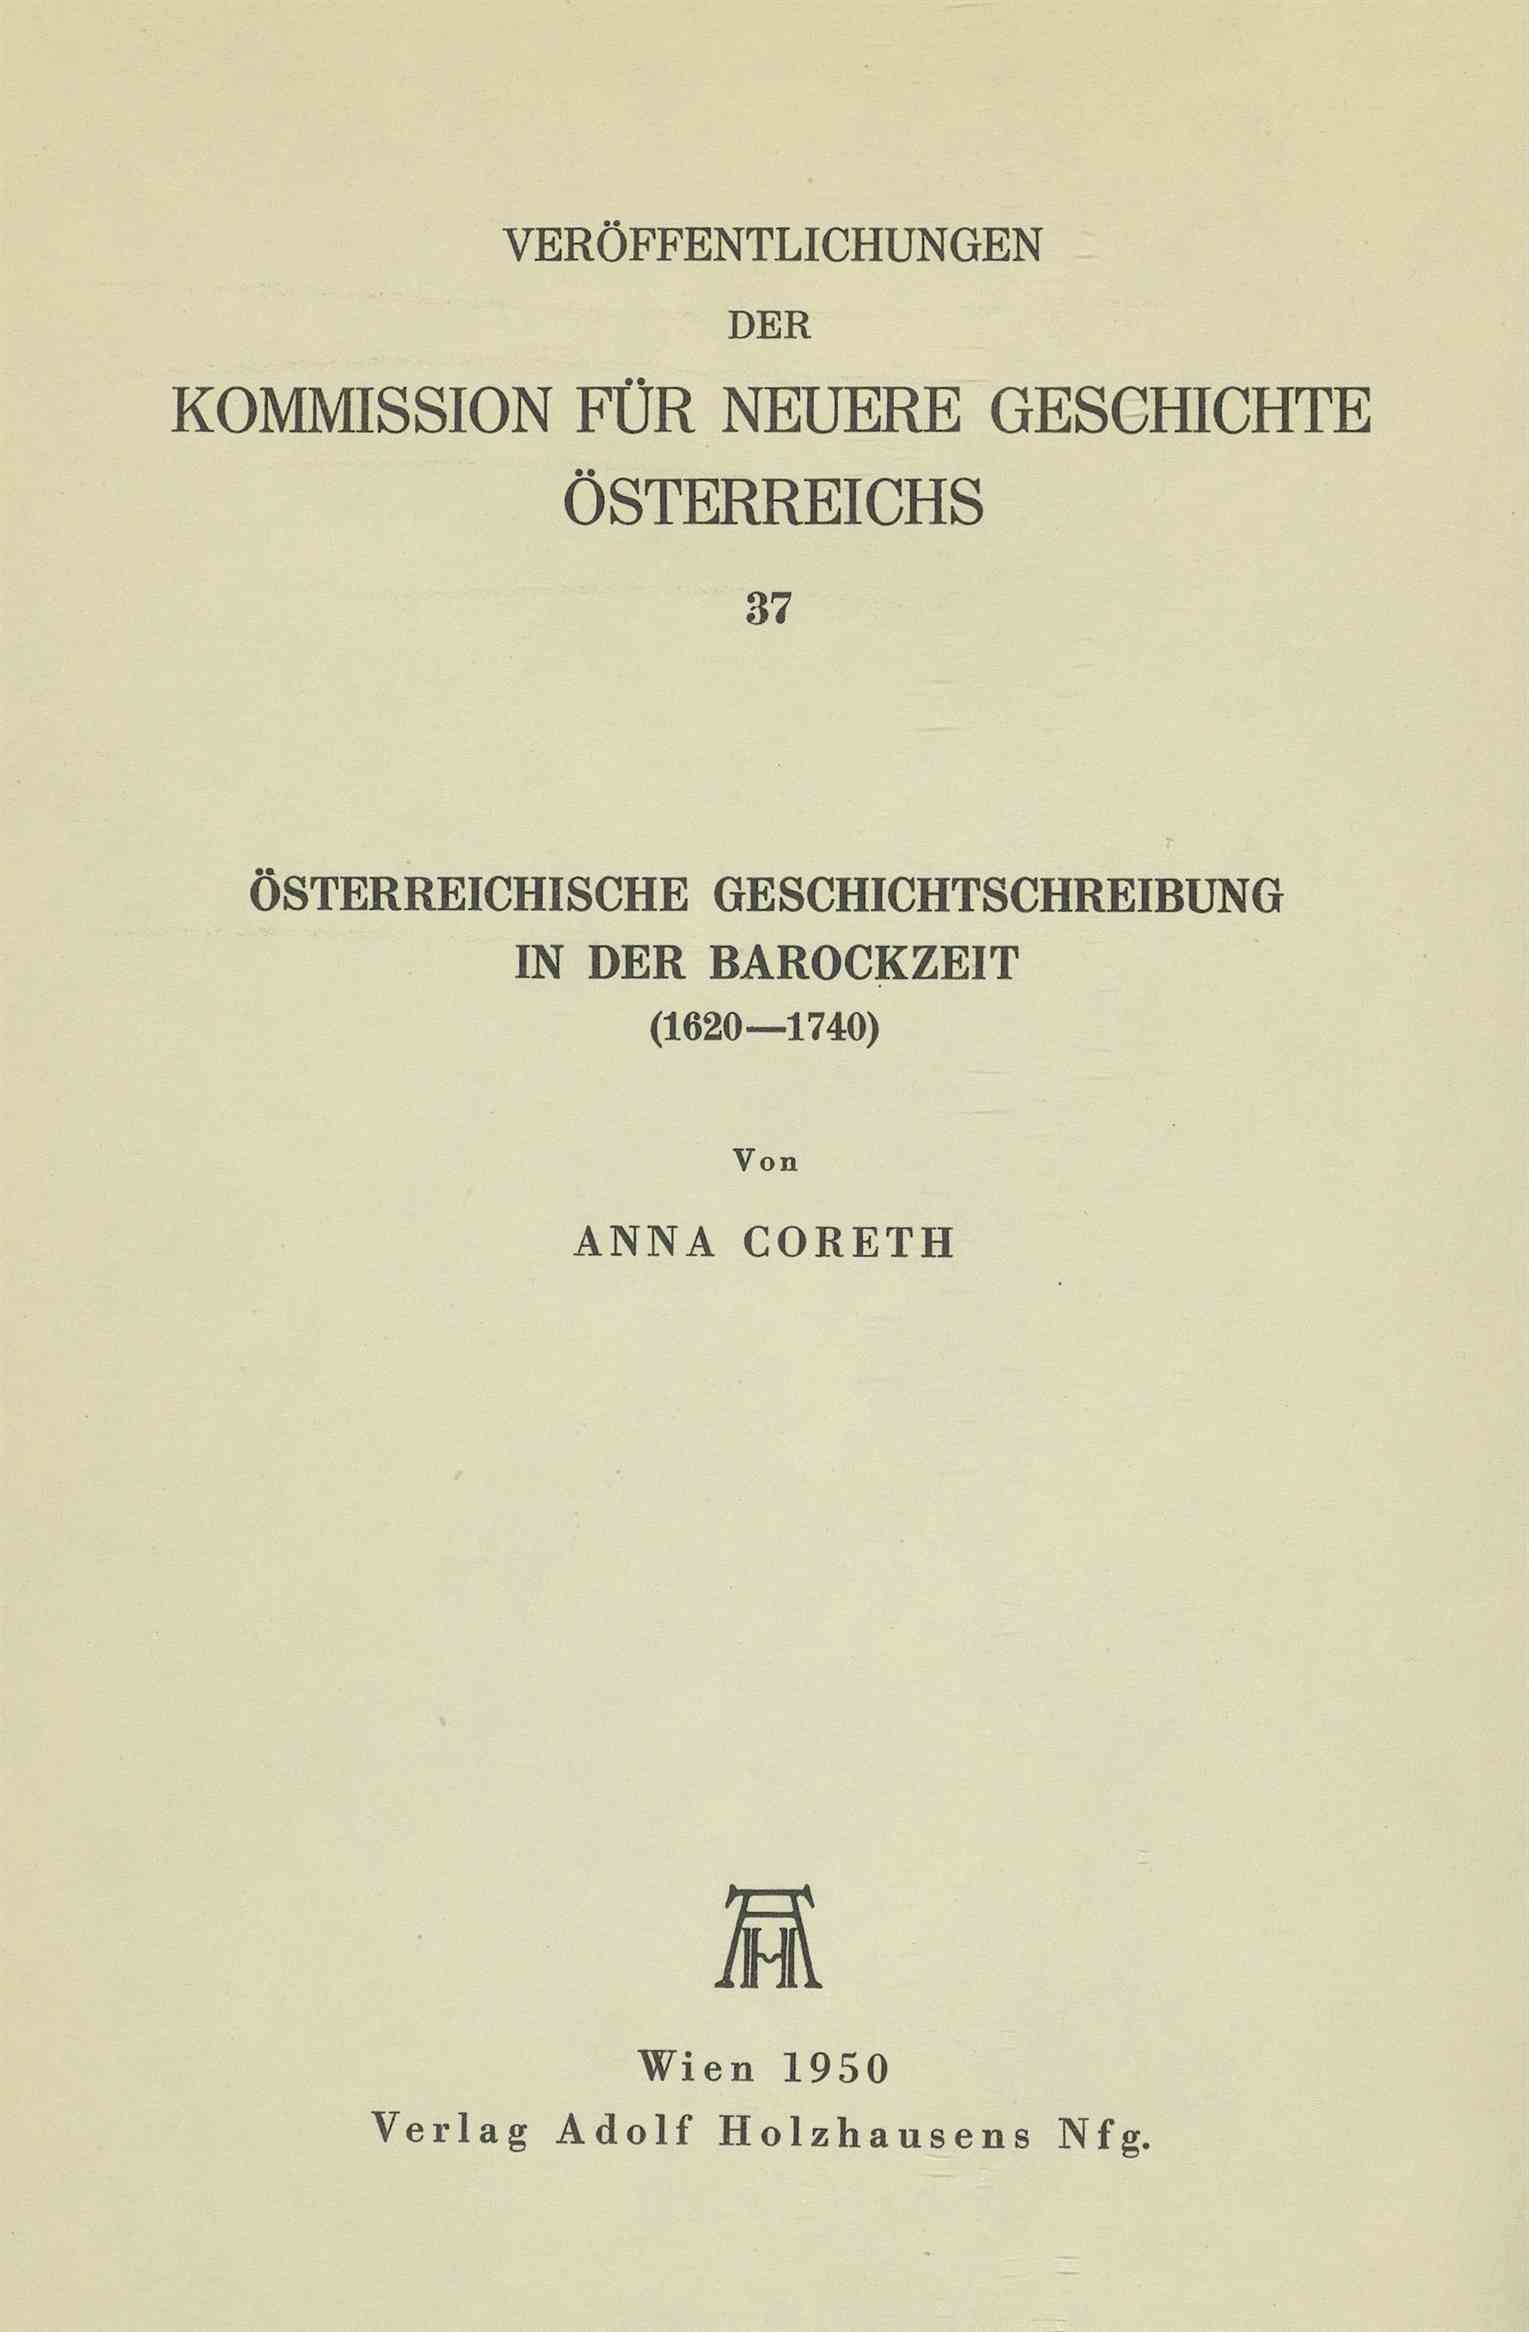 VERÖFFENTLICHUNGEN
DER
KOMMISSION FÜR NEUERE GESCHICHTE
ÖSTERREICHS
37
ÖSTERREICHISCHE GESCHICHTSCHREIBUNG
IN DER BAROCKZEIT
(1620—1740)
Von
ANNA CORETH
AH
Wien 1950
Verlag Adolf Holzhausens Nfg.